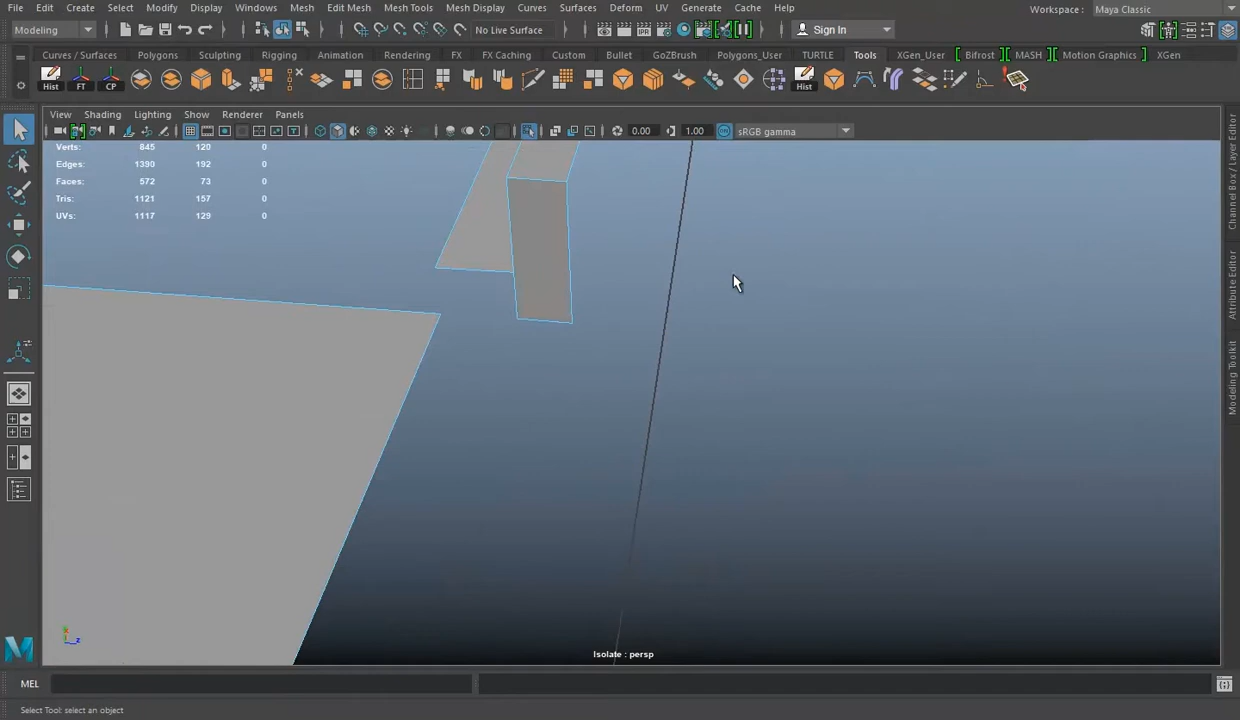 File Edit Create Select Modify Display Windows Mesh Edit Mesh Mesh Tools Mesh Display Curves Surfaces Deform UV Generate Cache Help Workspace : Maya Classic
Modeling No Live Surface Sign In
Curves / Surfaces Polygons Sculpting Rigging Animation Rendering FX FX Caching Custom Bullet GoZBrush Polygons_User TURTLE Tools XGen_User Bifrost MASH Motion Graphics XGen
Hist FT CP Hist
View Shading Lighting Show Renderer Panels
0.00 1.00 sRGB gamma
Verts: 845 120 0
Edges: 1390 192 0
Faces: 572 73 0
Tris: 1121 157 0
UVs: 1117 129 0
Channel Box / Layer Editor
Attribute Editor
Modeling Toolkit
z
Isolate : persp
MEL
Select Tool: select an object